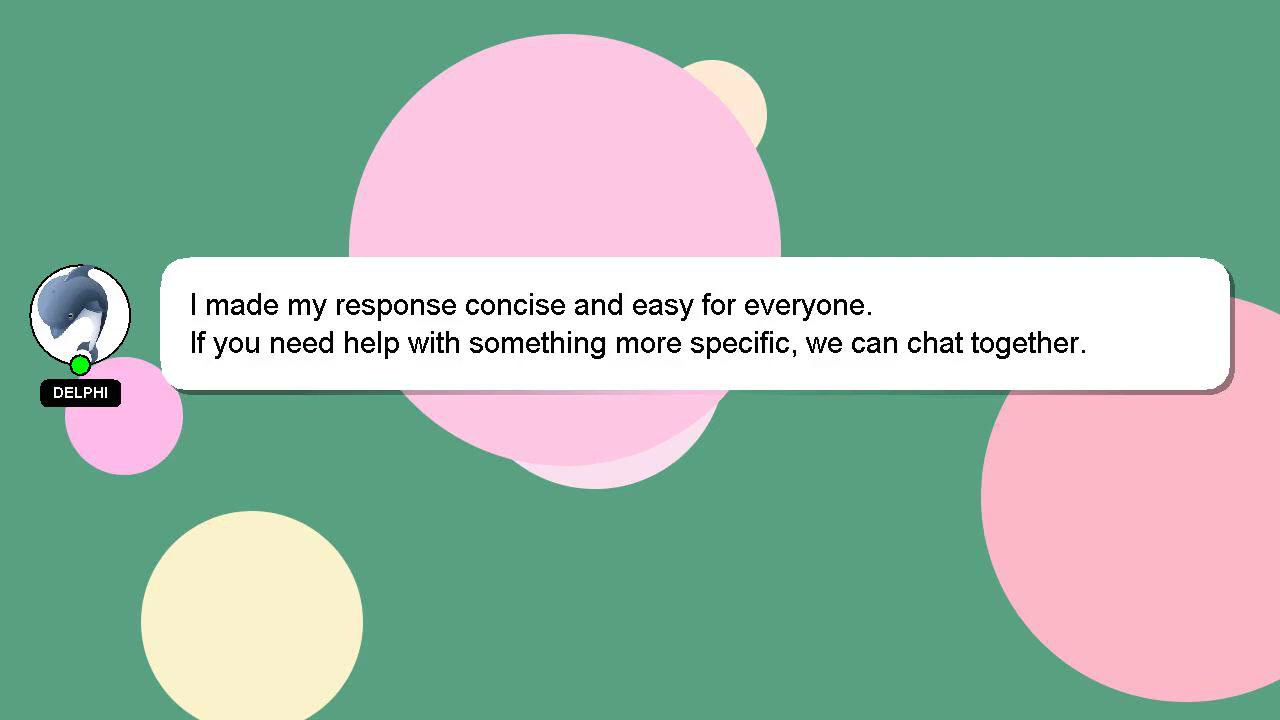 I made my response concise and easy for everyone.
If you need help with something more specific, we can chat together.
DELPHI